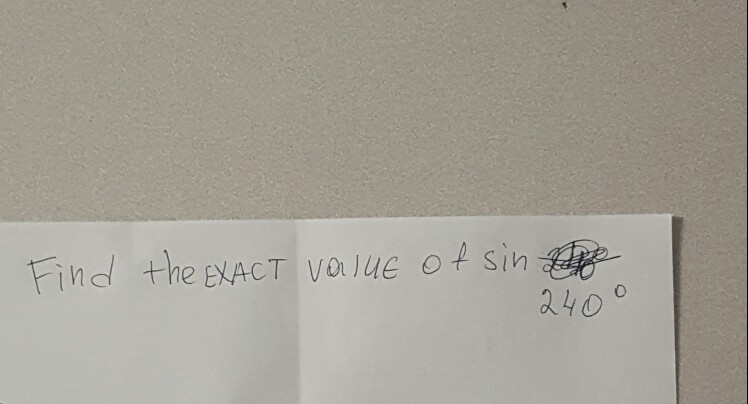 Find the EXACT value of sin
240°